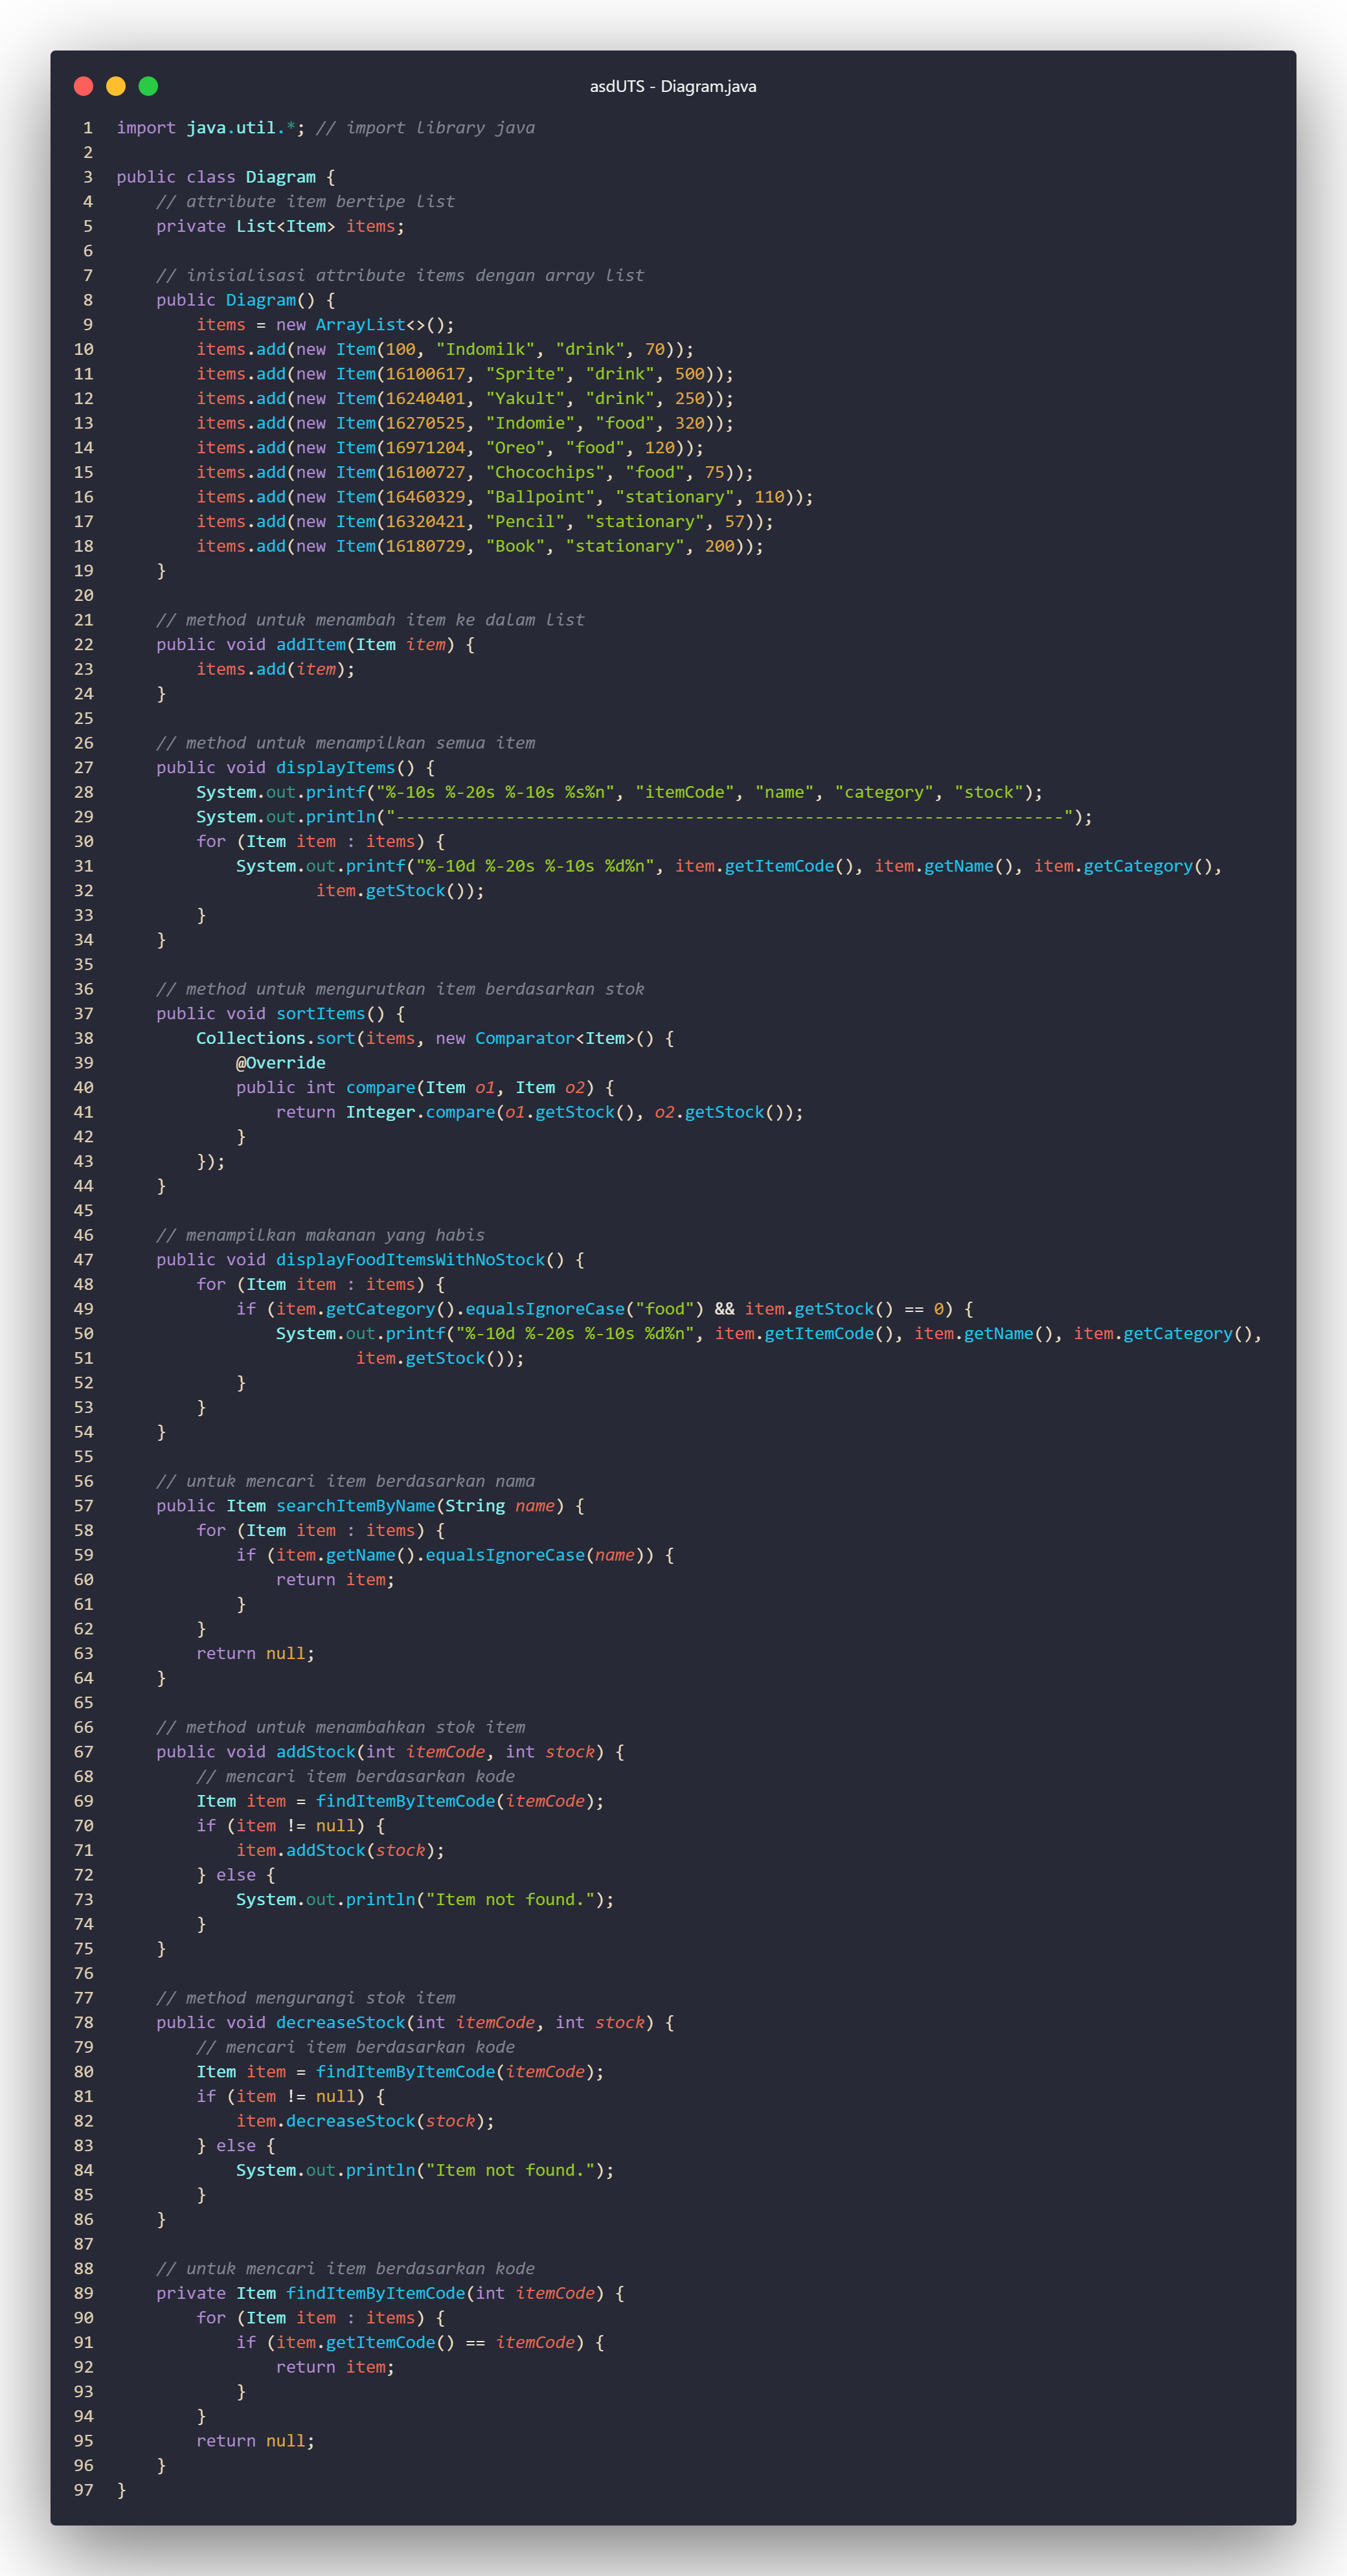 asdUTS - Diagram.java
1 import java.util.*; // import library java
2
3 public class Diagram {
4     // attribute item bertipe list
5     private List<Item> items;
6
7     // inisialisasi attribute items dengan array list
8     public Diagram() {
9         items = new ArrayList<>();
10         items.add(new Item(100, "Indomilk", "drink", 70));
11         items.add(new Item(16100617, "Sprite", "drink", 500));
12         items.add(new Item(16240401, "Yakult", "drink", 250));
13         items.add(new Item(16270525, "Indomie", "food", 320));
14         items.add(new Item(16971204, "Oreo", "food", 120));
15         items.add(new Item(16100727, "Chocochips", "food", 75));
16         items.add(new Item(16460329, "Ballpoint", "stationary", 110));
17         items.add(new Item(16320421, "Pencil", "stationary", 57));
18         items.add(new Item(16180729, "Book", "stationary", 200));
19     }
20
21     // method untuk menambah item ke dalam list
22     public void addItem(Item item) {
23         items.add(item);
24     }
25
26     // method untuk menampilkan semua item
27     public void displayItems() {
28         System.out.printf("%-10s %-20s %-10s %s%n", "itemCode", "name", "category", "stock");
29         System.out.println("-------------------------------------------------------------------");
30         for (Item item : items) {
31             System.out.printf("%-10d %-20s %-10s %d%n", item.getItemCode(), item.getName(), item.getCategory(),
32                     item.getStock());
33         }
34     }
35
36     // method untuk mengurutkan item berdasarkan stok
37     public void sortItems() {
38         Collections.sort(items, new Comparator<Item>() {
39             @Override
40             public int compare(Item o1, Item o2) {
41                 return Integer.compare(o1.getStock(), o2.getStock());
42             }
43         });
44     }
45
46     // menampilkan makanan yang habis
47     public void displayFoodItemsWithNoStock() {
48         for (Item item : items) {
49             if (item.getCategory().equalsIgnoreCase("food") && item.getStock() == 0) {
50                 System.out.printf("%-10d %-20s %-10s %d%n", item.getItemCode(), item.getName(), item.getCategory(),
51                         item.getStock());
52             }
53         }
54     }
55
56     // untuk mencari item berdasarkan nama
57     public Item searchItemByName(String name) {
58         for (Item item : items) {
59             if (item.getName().equalsIgnoreCase(name)) {
60                 return item;
61             }
62         }
63         return null;
64     }
65
66     // method untuk menambahkan stok item
67     public void addStock(int itemCode, int stock) {
68         // mencari item berdasarkan kode
69         Item item = findItemByItemCode(itemCode);
70         if (item != null) {
71             item.addStock(stock);
72         } else {
73             System.out.println("Item not found.");
74         }
75     }
76
77     // method mengurangi stok item
78     public void decreaseStock(int itemCode, int stock) {
79         // mencari item berdasarkan kode
80         Item item = findItemByItemCode(itemCode);
81         if (item != null) {
82             item.decreaseStock(stock);
83         } else {
84             System.out.println("Item not found.");
85         }
86     }
87
88     // untuk mencari item berdasarkan kode
89     private Item findItemByItemCode(int itemCode) {
90         for (Item item : items) {
91             if (item.getItemCode() == itemCode) {
92                 return item;
93             }
94         }
95         return null;
96     }
97 }